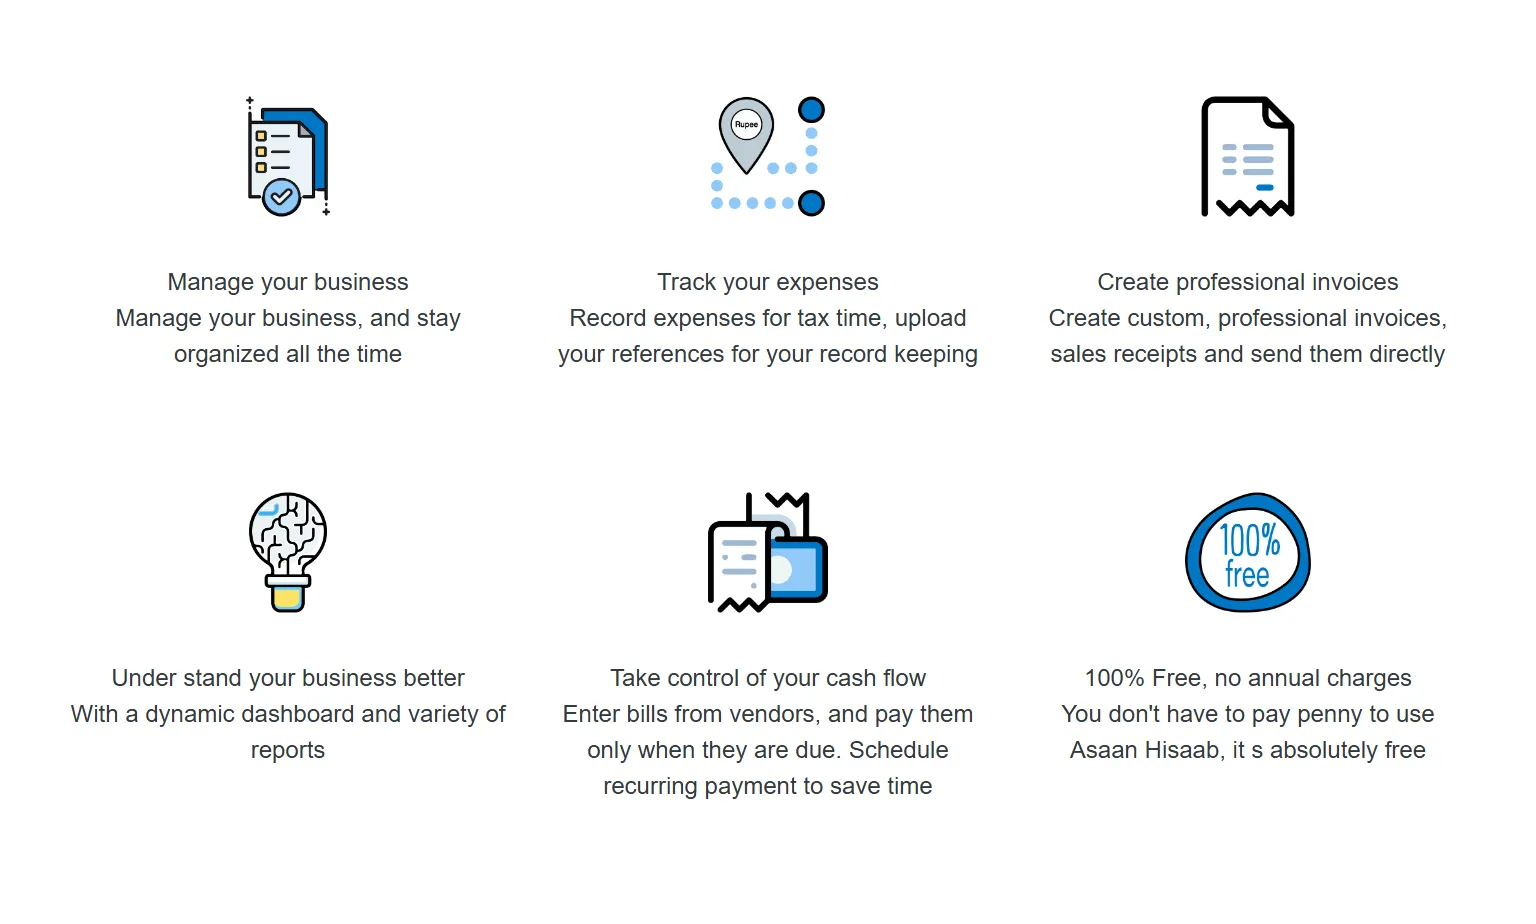 Rupee
Manage your business
Manage your business, and stay
organized all the time
Track your expenses
Record expenses for tax time, upload
your references for your record keeping
Create professional invoices
Create custom, professional invoices,
sales receipts and send them directly
Under stand your business better
With a dynamic dashboard and variety of
reports
Take control of your cash flow
Enter bills from vendors, and pay them
only when they are due. Schedule
recurring payment to save time
100%
free
100% Free, no annual charges
You don't have to pay penny to use
Asaan Hisaab, it s absolutely free